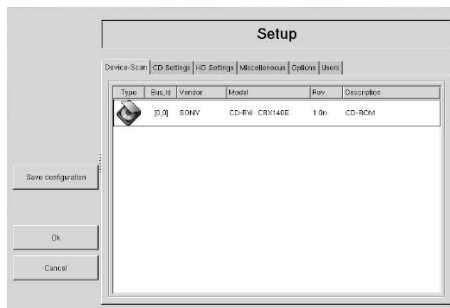 Setup
Device-Scan CD Settings HD Settings Miscellaneous Options Users
Type Bus,Id Vendor Model Rev. Description
[0,0] SONY CD-RW CRX140E 1.0n CD-ROM
Save configuration
Ok
Cancel